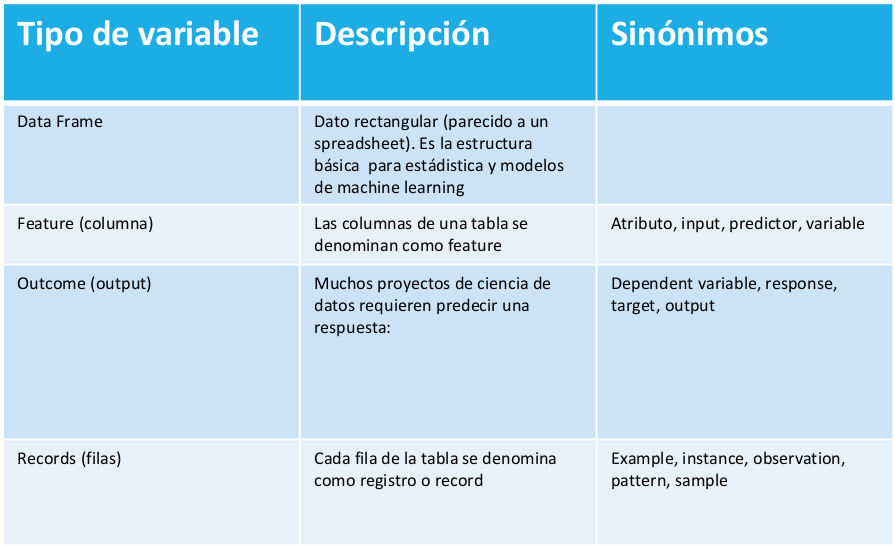 Tipo de variable
Descripción
Sinónimos
Data Frame
Dato rectangular (parecido a un
spreadsheet). Es la estructura
básica para estádistica y modelos
de machine learning
Feature (columna)
Las columnas de una tabla se
denominan como feature
Atributo, input, predictor, variable
Outcome (output)
Muchos proyectos de ciencia de
datos requieren predecir una
respuesta:
Dependent variable, response,
target, output
Records (filas)
Cada fila de la tabla se denomina
como registro o record
Example, instance, observation,
pattern, sample